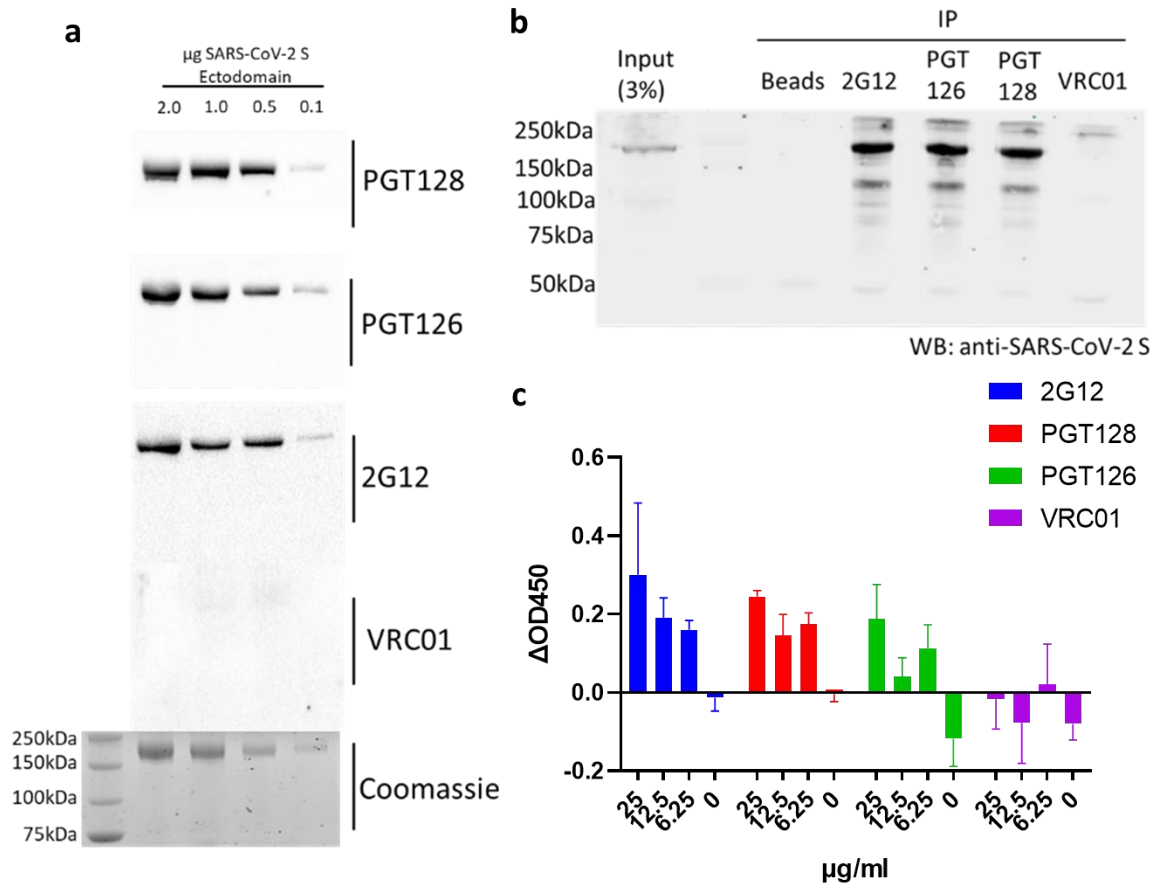 a
µg SARS-CoV-2 S
Ectodomain
2.0 1.0 0.5 0.1
PGT128
PGT126
2G12
VRC01
250kDa
150kDa
100kDa
75kDa
Coomassie
b
IP
Input
(3%)
Beads 2G12 PGT
126 PGT
128 VRC01
250kDa
150kDa
100kDa
75kDa
50kDa
WB: anti-SARS-CoV-2 S
c
2G12
PGT128
PGT126
VRC01
0.6
0.4
0.2
0.0
-0.2
ΔOD450
25 12.5 6.25 0 25 12.5 6.25 0 25 12.5 6.25 0 25 12.5 6.25 0
µg/ml